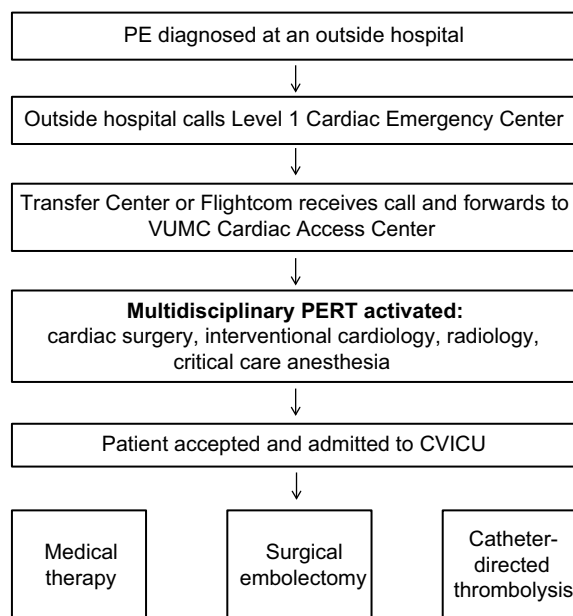 PE diagnosed at an outside hospital
Outside hospital calls Level 1 Cardiac Emergency Center
Transfer Center or Flightcom receives call and forwards to
VUMC Cardiac Access Center
Multidisciplinary PERT activated:
cardiac surgery, interventional cardiology, radiology,
critical care anesthesia
Patient accepted and admitted to CVICU
Medical
therapy
Surgical
embolectomy
Catheter-
directed
thrombolysis